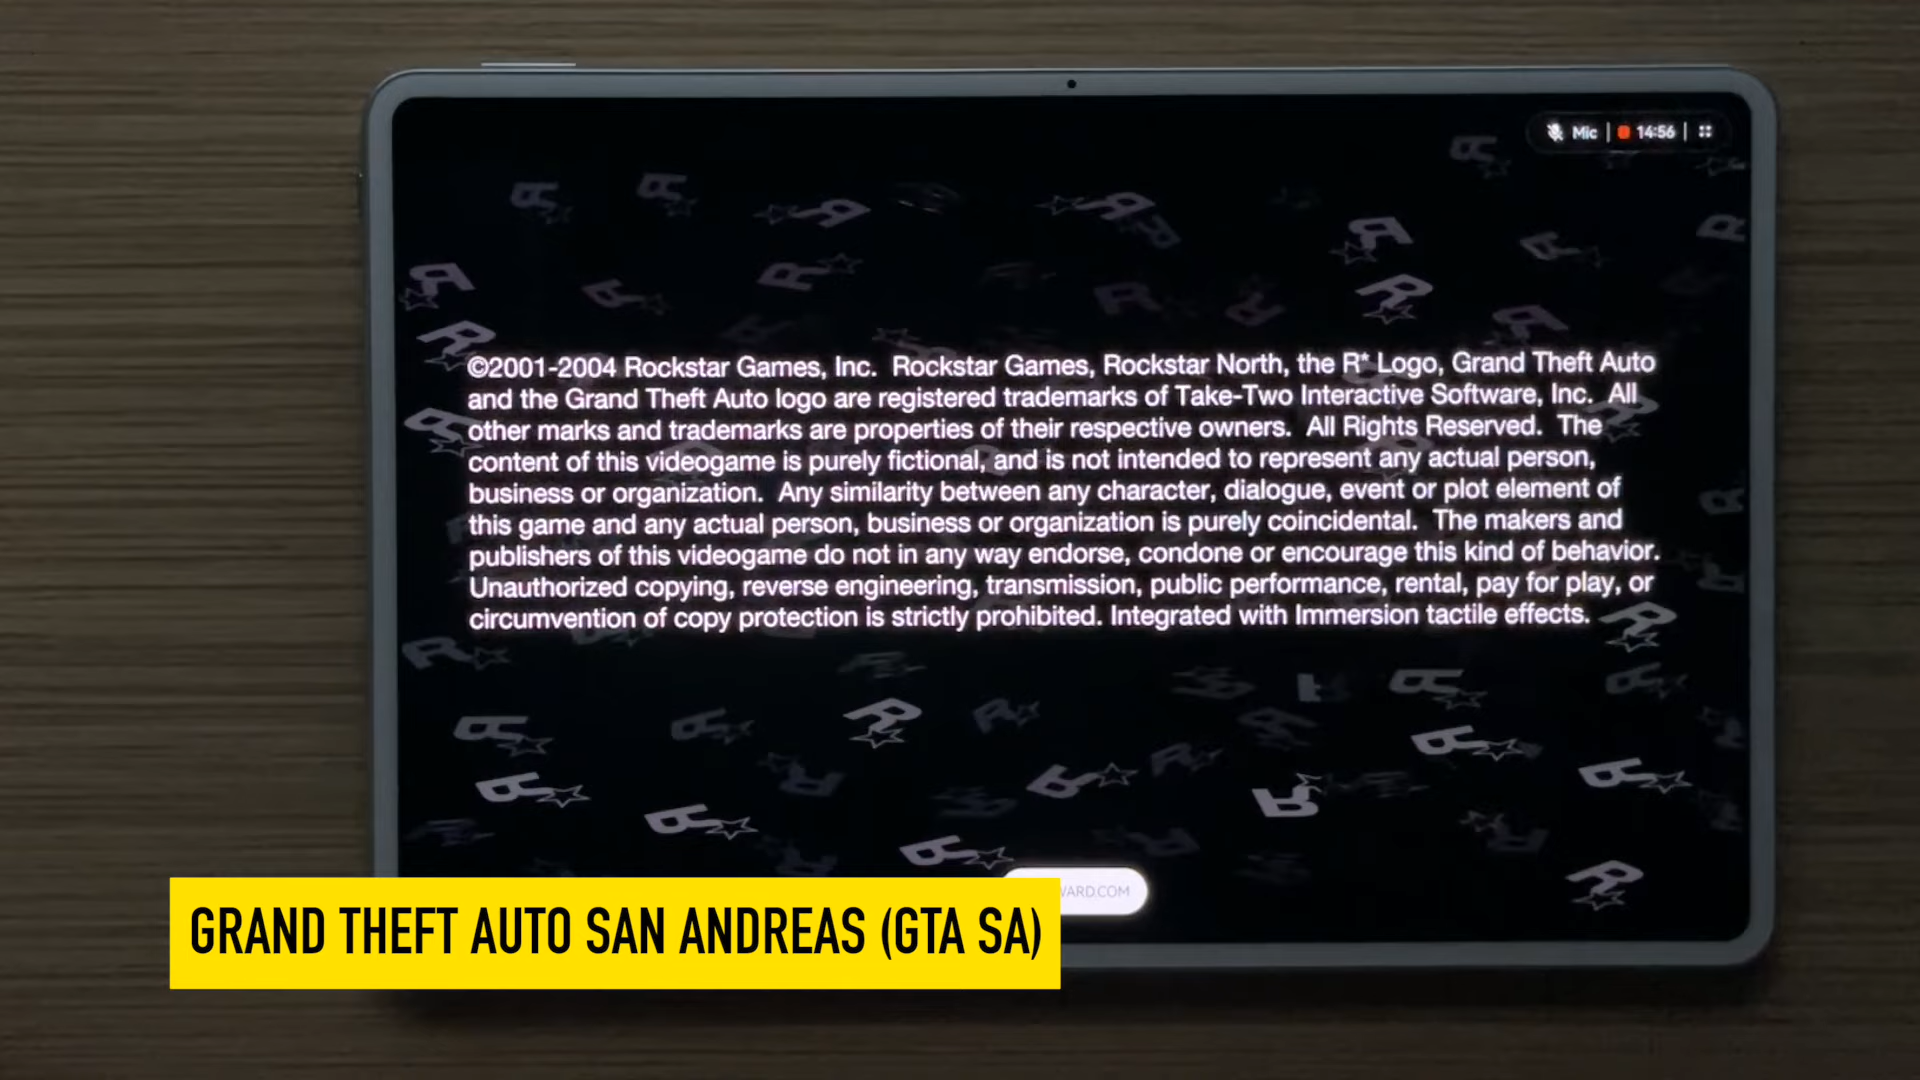 Mic | 14:56 |
©2001-2004 Rockstar Games, Inc. Rockstar Games, Rockstar North, the R* Logo, Grand Theft Auto
and the Grand Theft Auto logo are registered trademarks of Take-Two Interactive Software, Inc. All
other marks and trademarks are properties of their respective owners. All Rights Reserved. The
content of this videogame is purely fictional, and is not intended to represent any actual person,
business or organization. Any similarity between any character, dialogue, event or plot element of
this game and any actual person, business or organization is purely coincidental. The makers and
publishers of this videogame do not in any way endorse, condone or encourage this kind of behavior.
Unauthorized copying, reverse engineering, transmission, public performance, rental, pay for play, or
circumvention of copy protection is strictly prohibited. Integrated with Immersion tactile effects.
GRAND THEFT AUTO SAN ANDREAS (GTA SA)